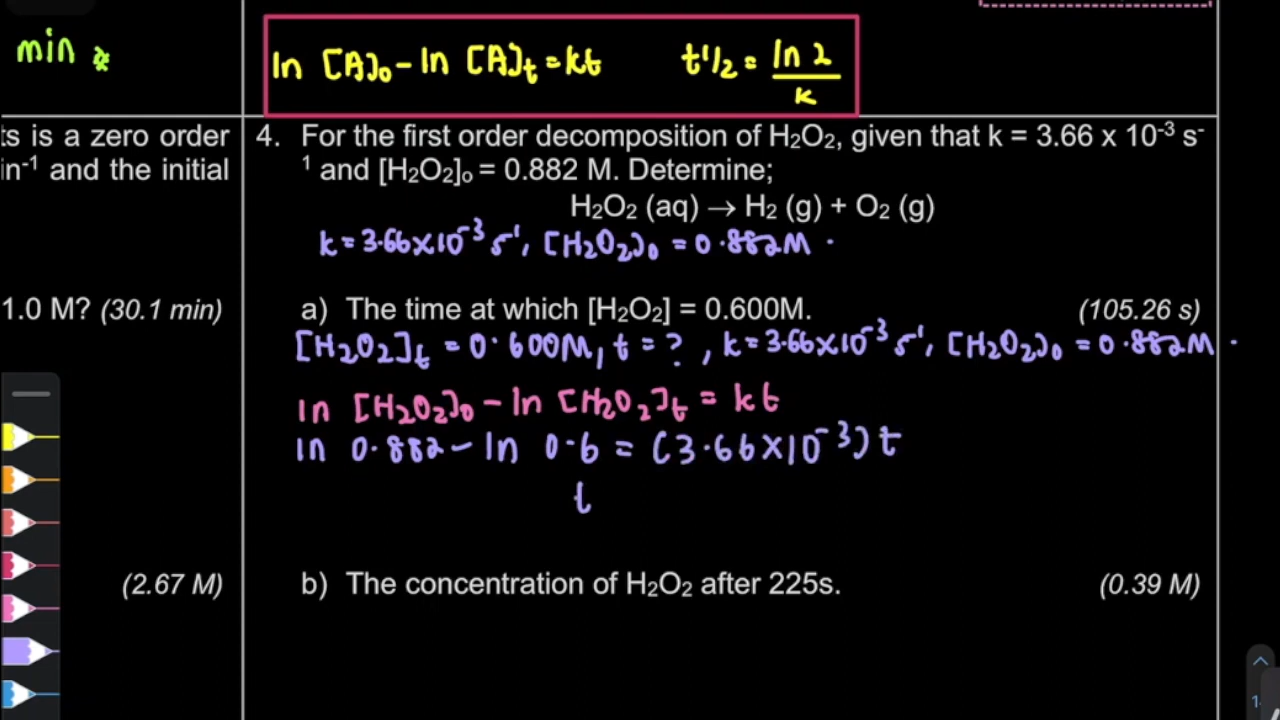 min
ln [A]₀ - ln [A]t = kt t½ = ln 2 / k
ts is a zero order
in⁻¹ and the initial
1.0 M? (30.1 min)
(2.67 M)
4. For the first order decomposition of H₂O₂, given that k = 3.66 x 10⁻³ s⁻
¹ and [H₂O₂]₀ = 0.882 M. Determine;
H₂O₂ (aq) → H₂ (g) + O₂ (g)
k = 3.66×10⁻³ s⁻¹, [H₂O₂]₀ = 0.882M .
a) The time at which [H₂O₂] = 0.600M. (105.26 s)
[H₂O₂]t = 0.600M, t = ? , k = 3.66×10⁻³ s⁻¹, [H₂O₂]₀ = 0.882M .
ln [H₂O₂]₀ - ln [H₂O₂]t = kt
ln 0.882 - ln 0.6 = (3.66×10⁻³) t
t
b) The concentration of H₂O₂ after 225s. (0.39 M)